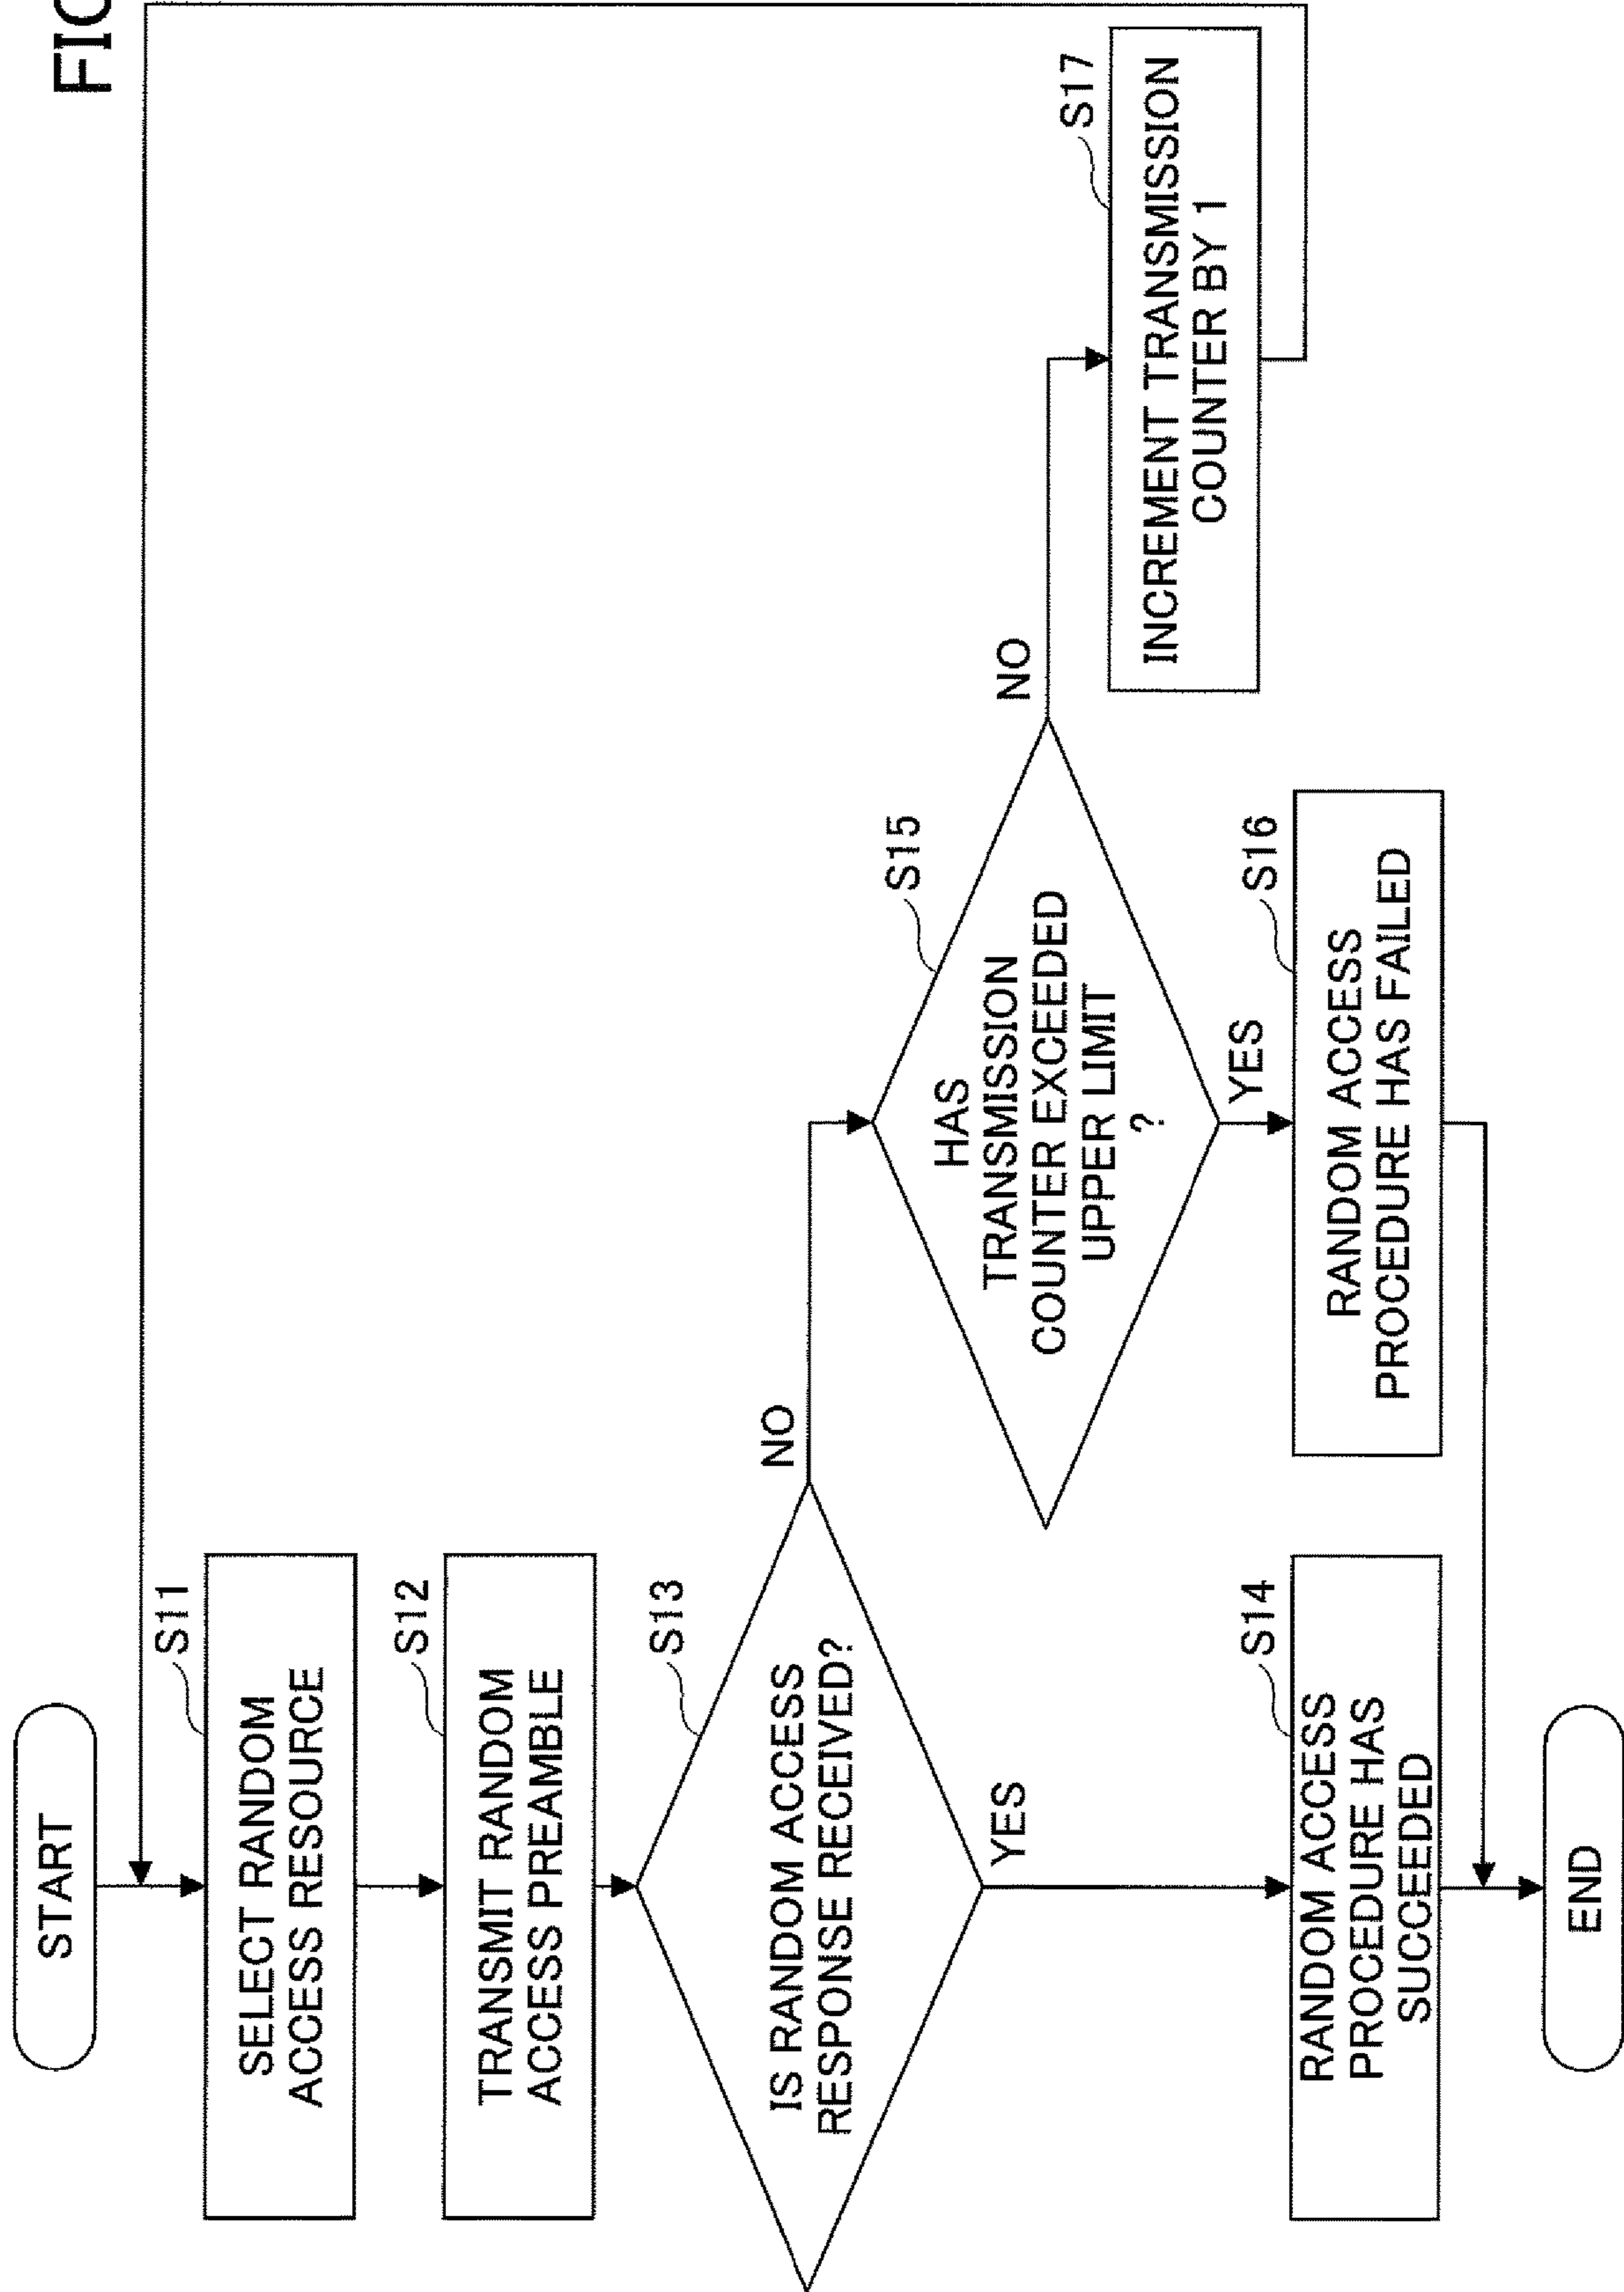 FIG
START
S11
SELECT RANDOM
ACCESS RESOURCE
S12
TRANSMIT RANDOM
ACCESS PREAMBLE
S13
IS RANDOM ACCESS
RESPONSE RECEIVED?
NO
YES
S15
HAS
TRANSMISSION
COUNTER EXCEEDED
UPPER LIMIT
?
NO
YES
S17
INCREMENT TRANSMISSION
COUNTER BY 1
S14
RANDOM ACCESS
PROCEDURE HAS
SUCCEEDED
S16
RANDOM ACCESS
PROCEDURE HAS FAILED
END